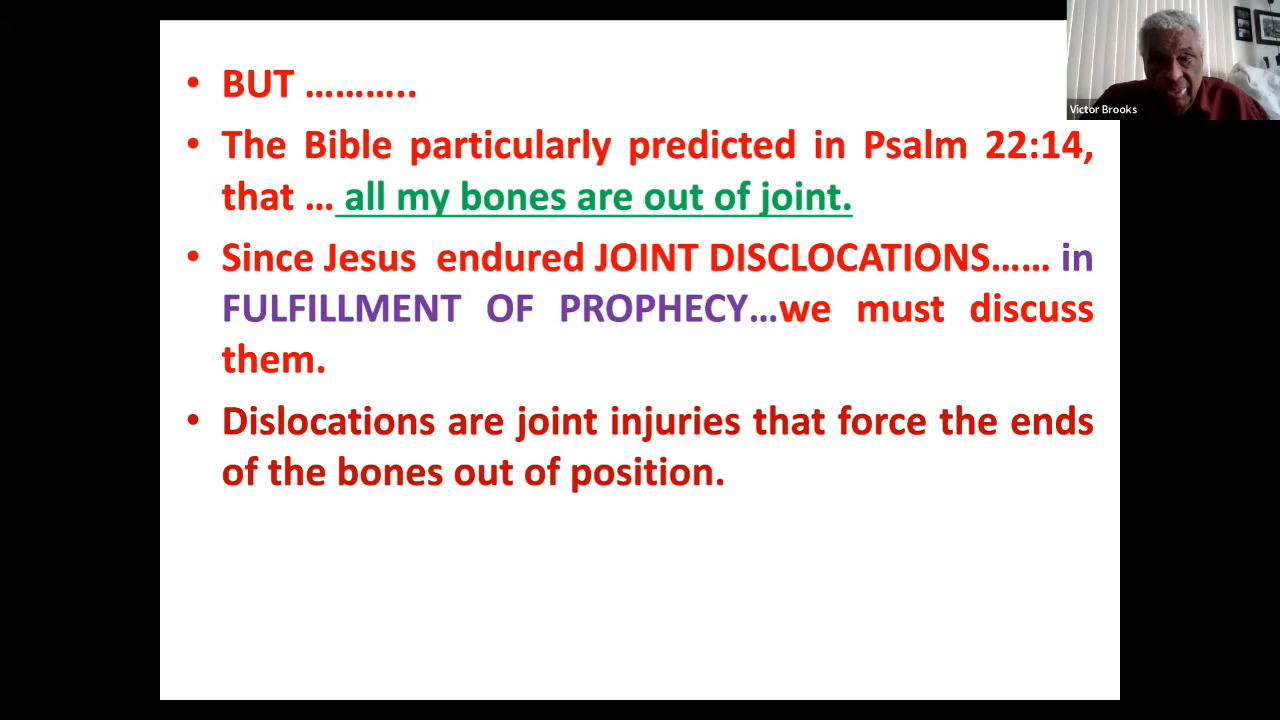 • BUT ………..
• The Bible particularly predicted in Psalm 22:14,
that … all my bones are out of joint.
• Since Jesus endured JOINT DISCLOCATIONS…… in
FULFILLMENT OF PROPHECY…we must discuss
them.
• Dislocations are joint injuries that force the ends
of the bones out of position.
Victor Brooks